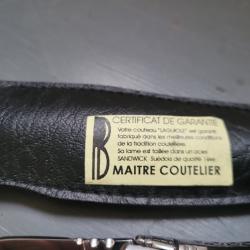 CERTIFICAT DE GARANTIE
Votre couteau "LAGUIOLE" est garanti
fabriqué dans les meilleures conditions
de la tradition coutelière.
Sa lame est taillée dans un acier
SANDWICK Suédois de qualité
B MAITRE COUTELIER